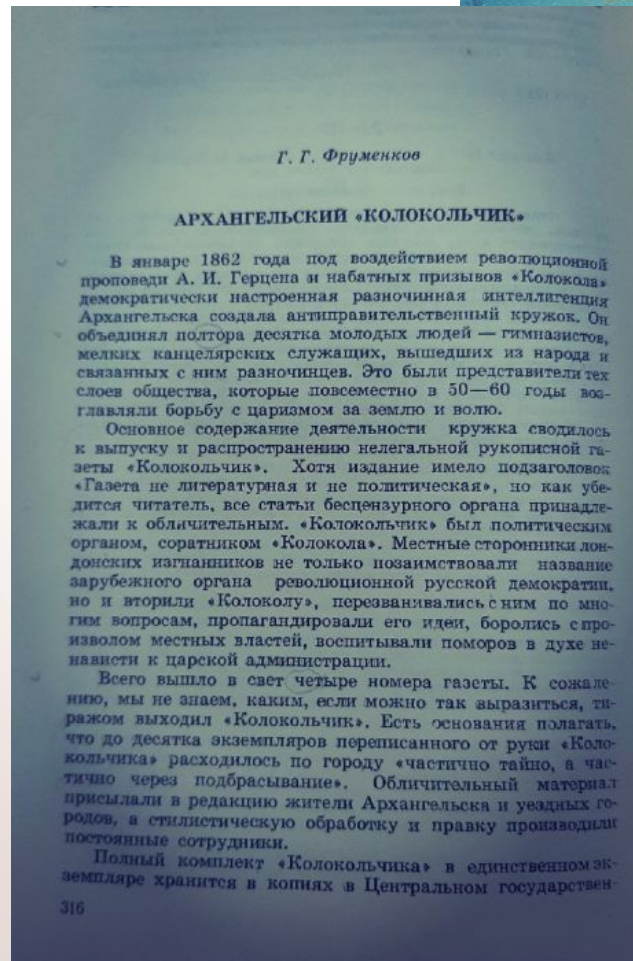 Г. Г. Фруменков
АРХАНГЕЛЬСКИЙ «КОЛОКОЛЬЧИК»
В январе 1862 года под воздействием революционной
проповеди А. И. Герцена и набатных призывов «Колокола»
демократически настроенная разночинная интеллигенция
Архангельска создала антиправительственный кружок. Он
объединял полтора десятка молодых людей — гимназистов,
мелких канцелярских служащих, вышедших из народа и
связанных с ним разночинцев. Это были представители тех
слоев общества, которые повсеместно в 50—60 годы воз-
главляли борьбу с царизмом за землю и волю.
Основное содержание деятельности кружка сводилось
к выпуску и распространению нелегальной рукописной га-
зеты «Колокольчик». Хотя издание имело подзаголовок
«Газета не литературная и не политическая», но как убе-
дится читатель, все статьи бесцензурного органа принадле-
жали к обличительным. «Колокольчик» был политическим
органом, соратником «Колокола». Местные сторонники лон-
донских изгнанников не только позаимствовали название
зарубежного органа революционной русской демократии,
но и вторили «Колоколу», перезванивались с ним по мно-
гим вопросам, пропагандировали его идеи, боролись с про-
изволом местных властей, воспитывали поморов в духе не-
нависти к царской администрации.
Всего вышло в свет четыре номера газеты. К сожале-
нию, мы не знаем, каким, если можно так выразиться, ти-
ражом выходил «Колокольчик». Есть основания полагать,
что до десятка экземпляров переписанного от руки «Коло-
кольчика» расходилось по городу «частично тайно, а час-
тично через подбрасывание». Обличительный материал
присылали в редакцию жители Архангельска и уездных го-
родов, а стилистическую обработку и правку производили
постоянные сотрудники.
Полный комплект «Колокольчика» в единственном эк-
земпляре хранится в копиях в Центральном государствен-
316